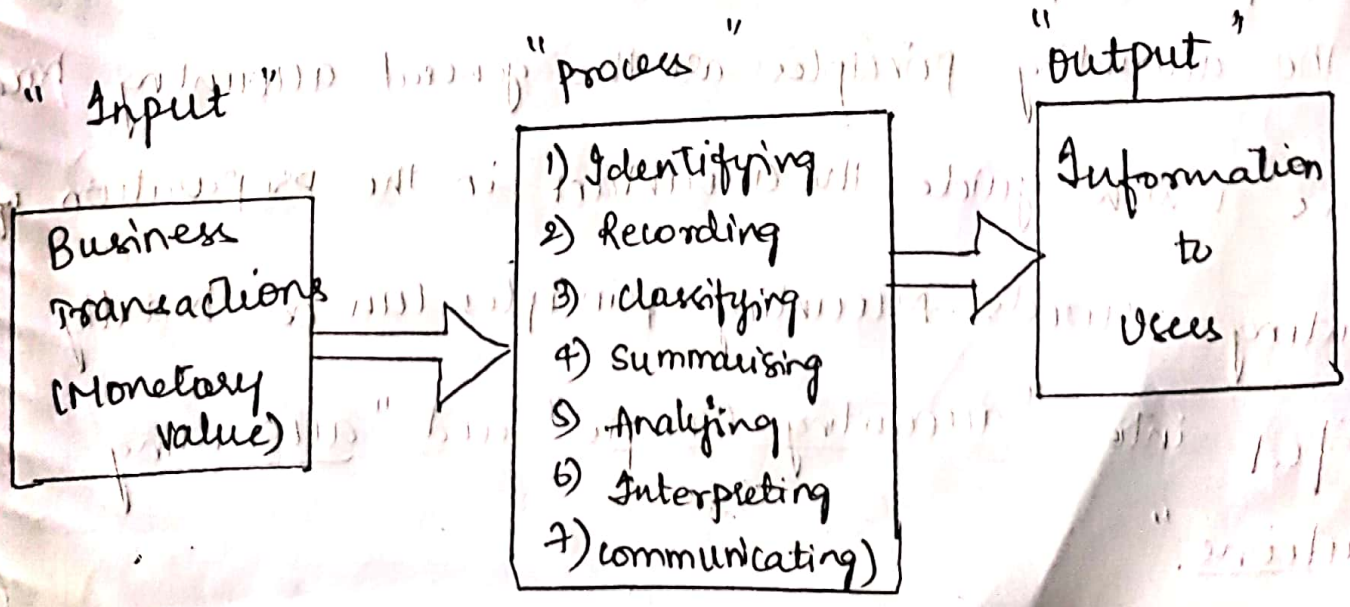 "Input"
Business
Transactions
(Monetary
value)
"process"
1) Identifying
2) Recording
3) classifying
4) Summarising
5) Analying
6) Interpreting
7) communicating)
"output"
Information
to
Users